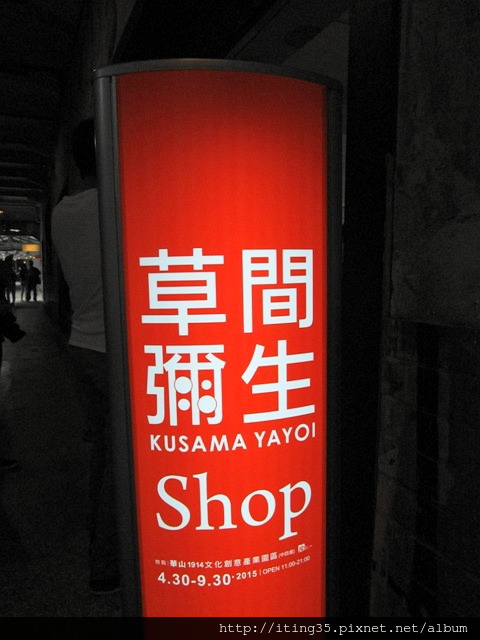 草間
彌生
KUSAMA YAYOI
Shop
華山1914文化創意產業園區
4.30-9.30·2015 | OPEN 11:00-21:00
http://iting35.pixnet.net/album